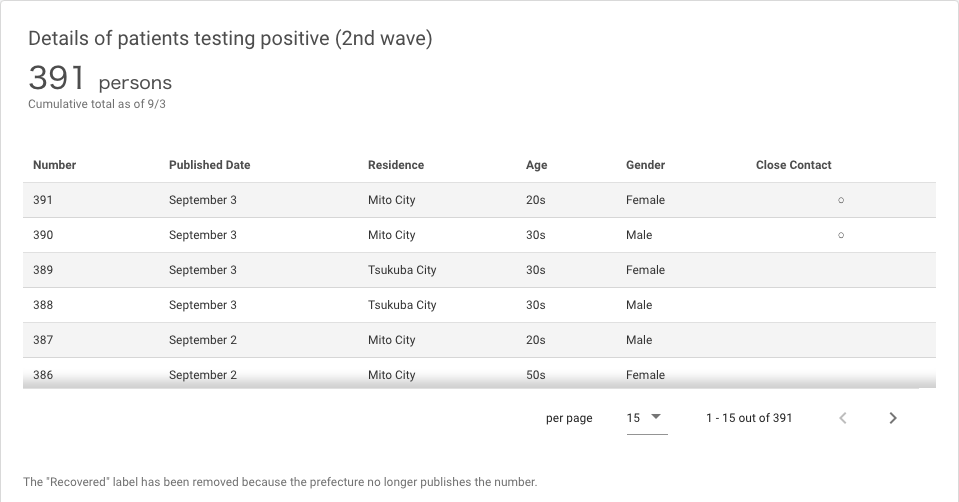 Details of patients testing positive (2nd wave)
391 persons
Cumulative total as of 9/3
Number Published Date Residence Age Gender Close Contact
391 September 3 Mito City 20s Female ○
390 September 3 Mito City 30s Male ○
389 September 3 Tsukuba City 30s Female
388 September 3 Tsukuba City 30s Male
387 September 2 Mito City 20s Male
386 September 2 Mito City 50s Female
per page 15 1 - 15 out of 391
The "Recovered" label has been removed because the prefecture no longer publishes the number.